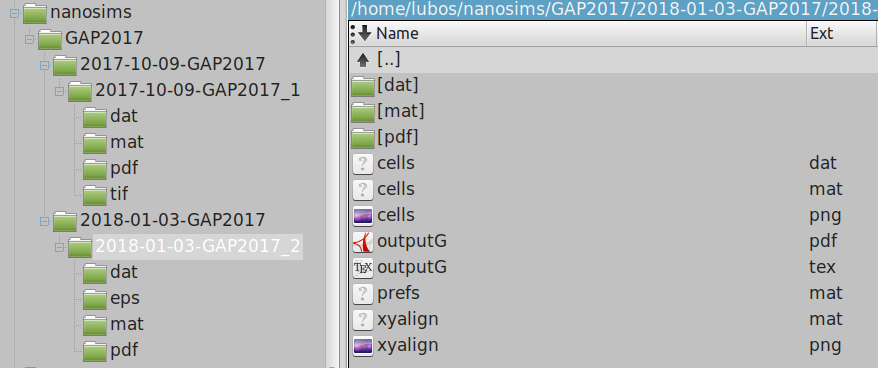 nanosims
GAP2017
2017-10-09-GAP2017
2017-10-09-GAP2017_1
dat
mat
pdf
tif
2018-01-03-GAP2017
2018-01-03-GAP2017_2
dat
eps
mat
pdf
/home/lubos/nanosims/GAP2017/2018-01-03-GAP2017/2018-
Name Ext
[..]
[dat]
[mat]
[pdf]
cells dat
cells mat
cells png
outputG pdf
TEX outputG tex
prefs mat
xyalign mat
xyalign png